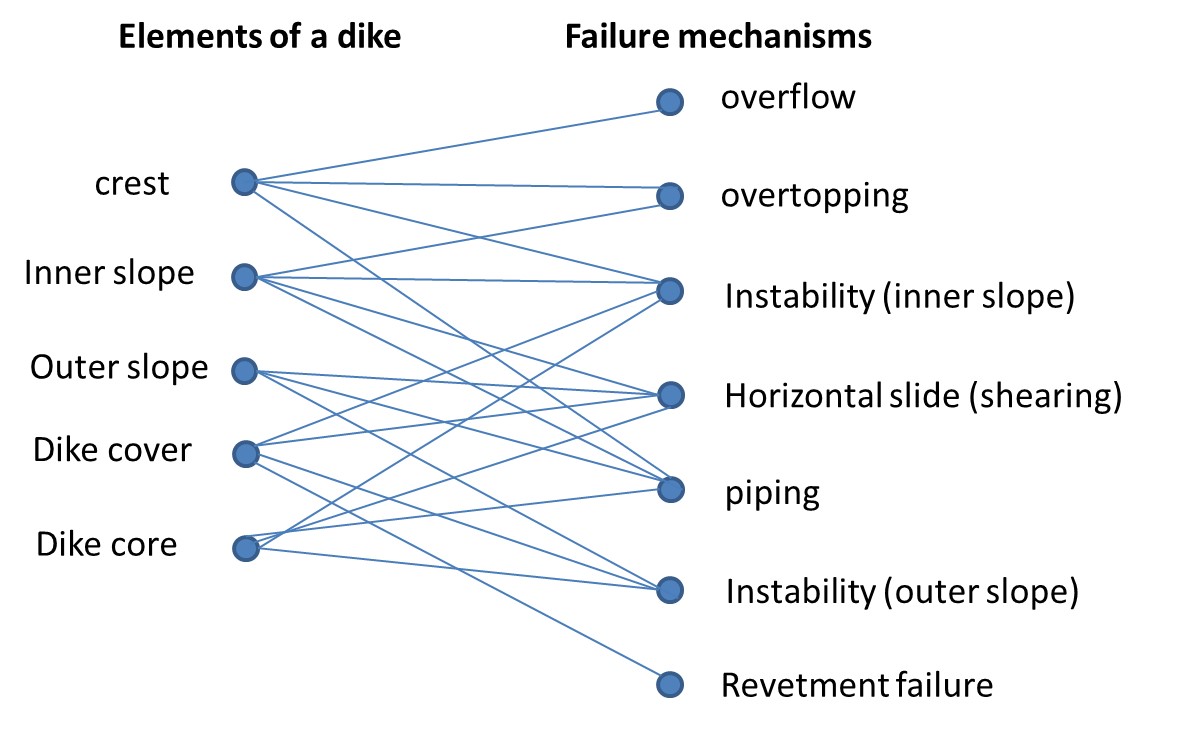 Elements of a dike
Failure mechanisms
overflow
crest
overtopping
Inner slope
Instability (inner slope)
Outer slope
Horizontal slide (shearing)
Dike cover
piping
Dike core
Instability (outer slope)
Revetment failure